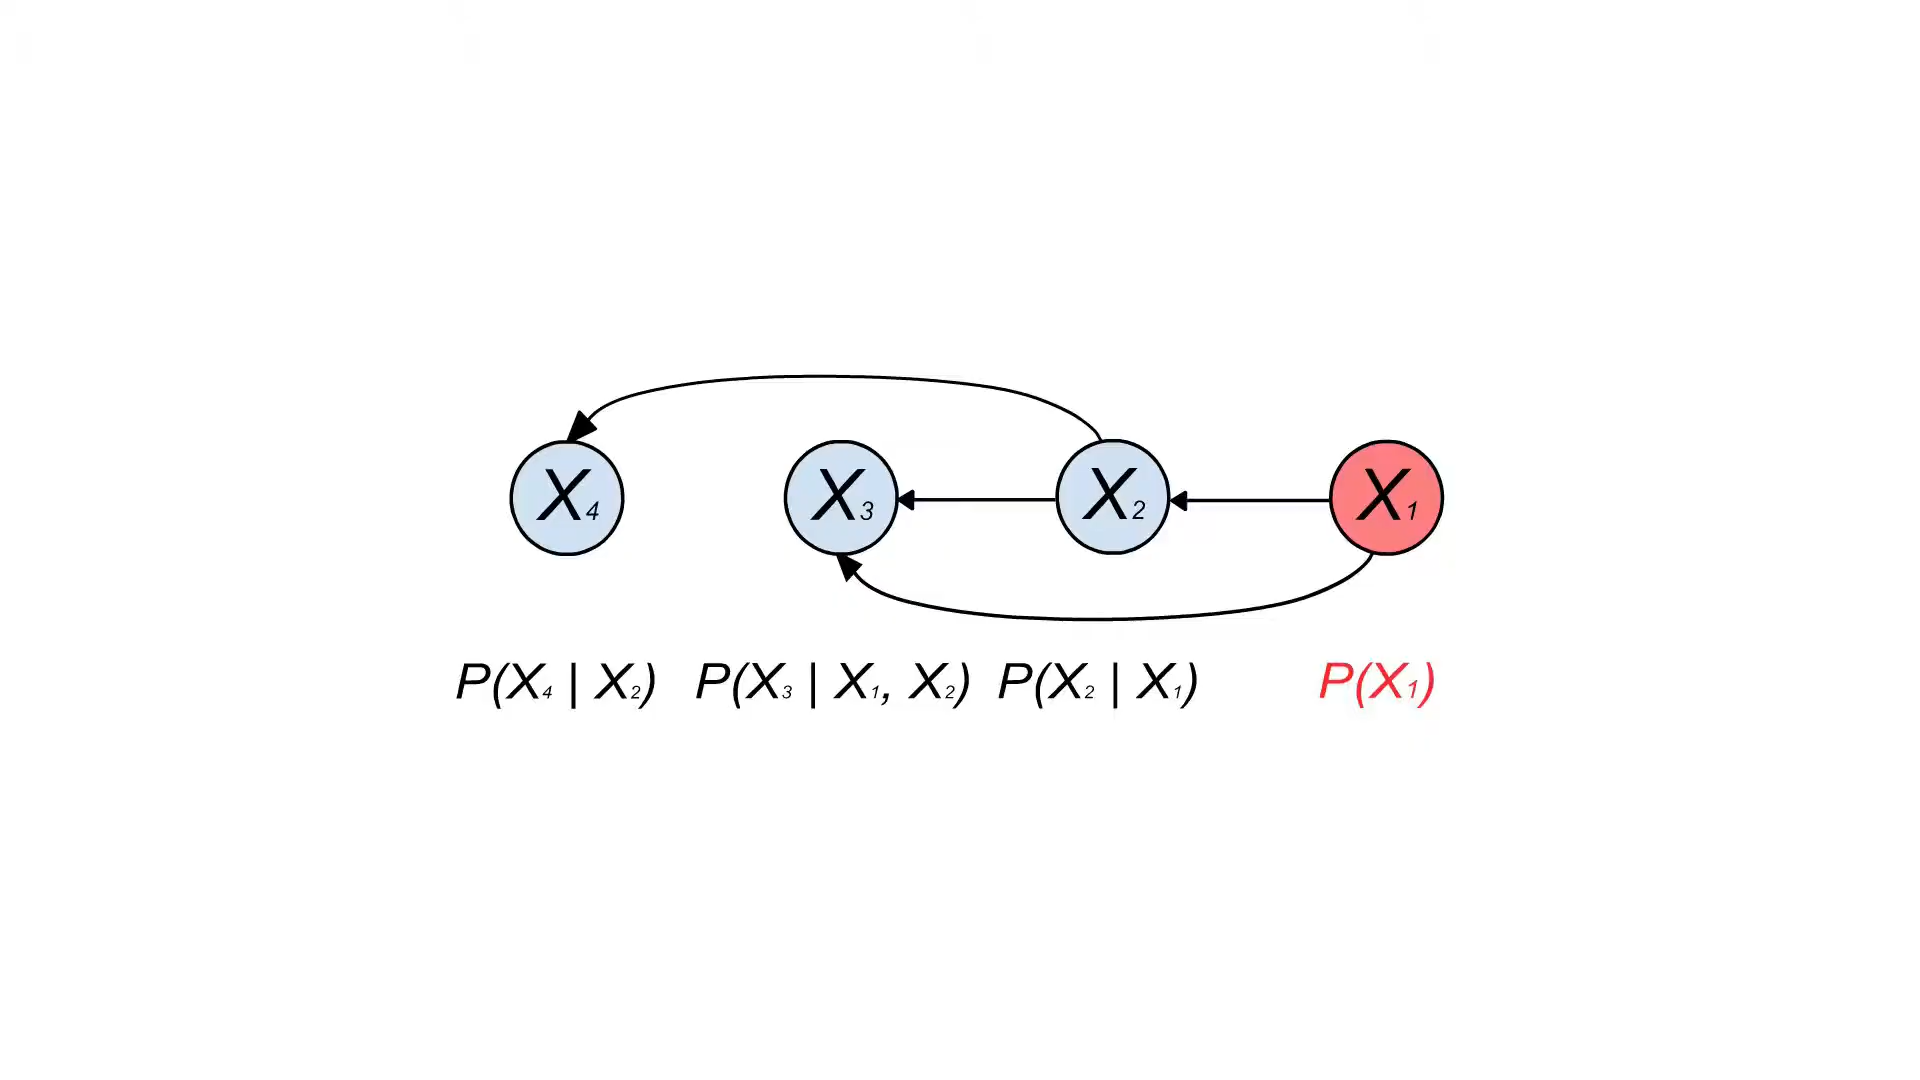 X₄ X₃ X₂ X₁
P(X₄ | X₂) P(X₃ | X₁, X₂) P(X₂ | X₁) P(X₁)